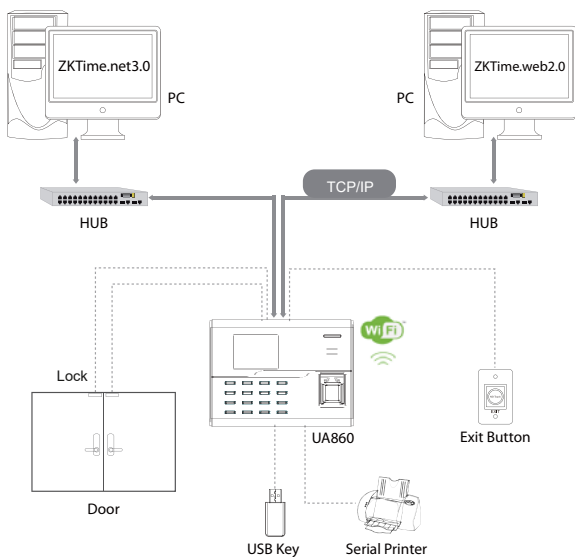 ZKTime.net3.0
ZKTime.web2.0
PC
PC
TCP/IP
HUB
HUB
WiFi
Lock
EXIT
UA860
Exit Button
Door
USB Key
Serial Printer